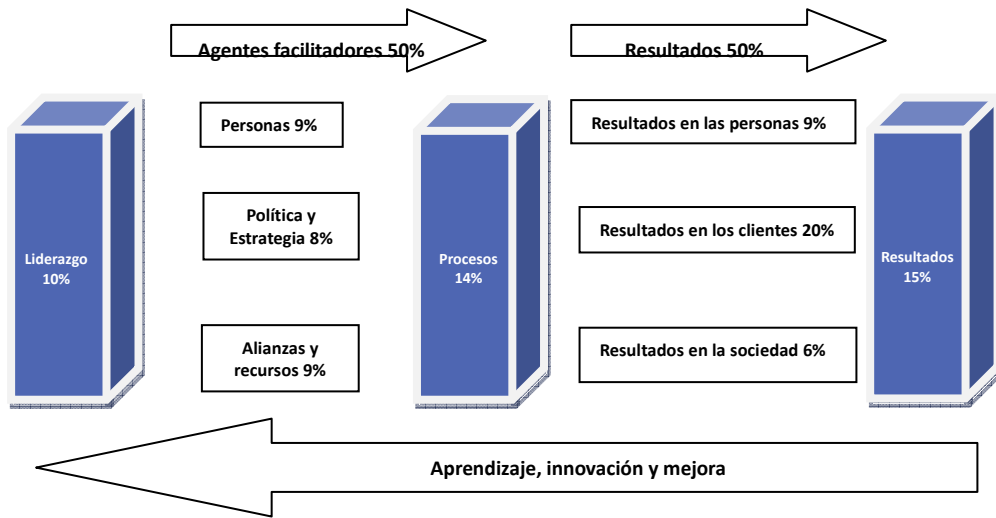 Agentes facilitadores 50%
Resultados 50%
Personas 9%
Resultados en las personas 9%
Política y
Estrategia 8%
Resultados en los clientes 20%
Liderazgo
10%
Procesos
14%
Resultados
15%
Alianzas y
recursos 9%
Resultados en la sociedad 6%
Aprendizaje, innovación y mejora